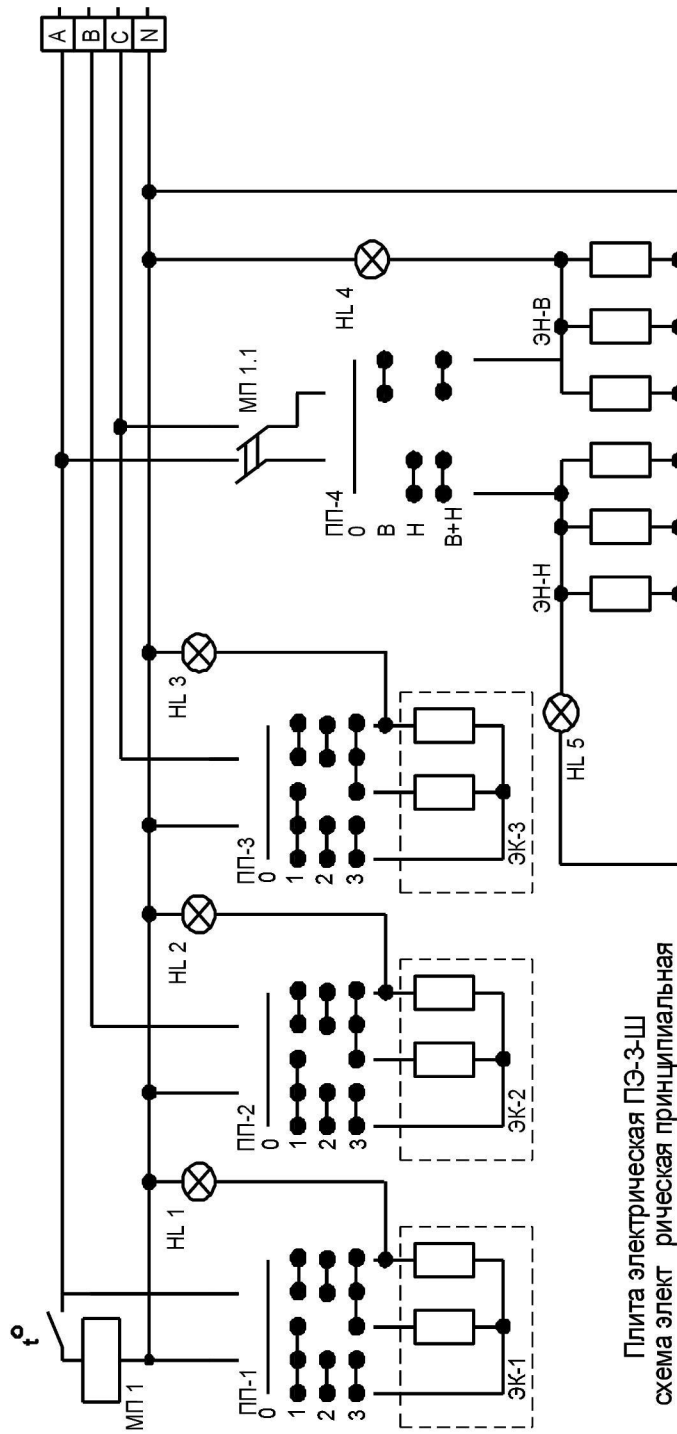 A
B
C
N
t°
МП 1
HL 1
HL 2
HL 3
МП 1.1
HL 4
ПП-1
0
1
2
3
ПП-2
0
1
2
3
ПП-3
0
1
2
3
ПП-4
0
В
Н
В+Н
ЭК-1
ЭК-2
ЭК-3
HL 5
ЭН-Н
ЭН-В
Плита электрическая ПЭ-3-Ш
схема элект рическая принципиальная